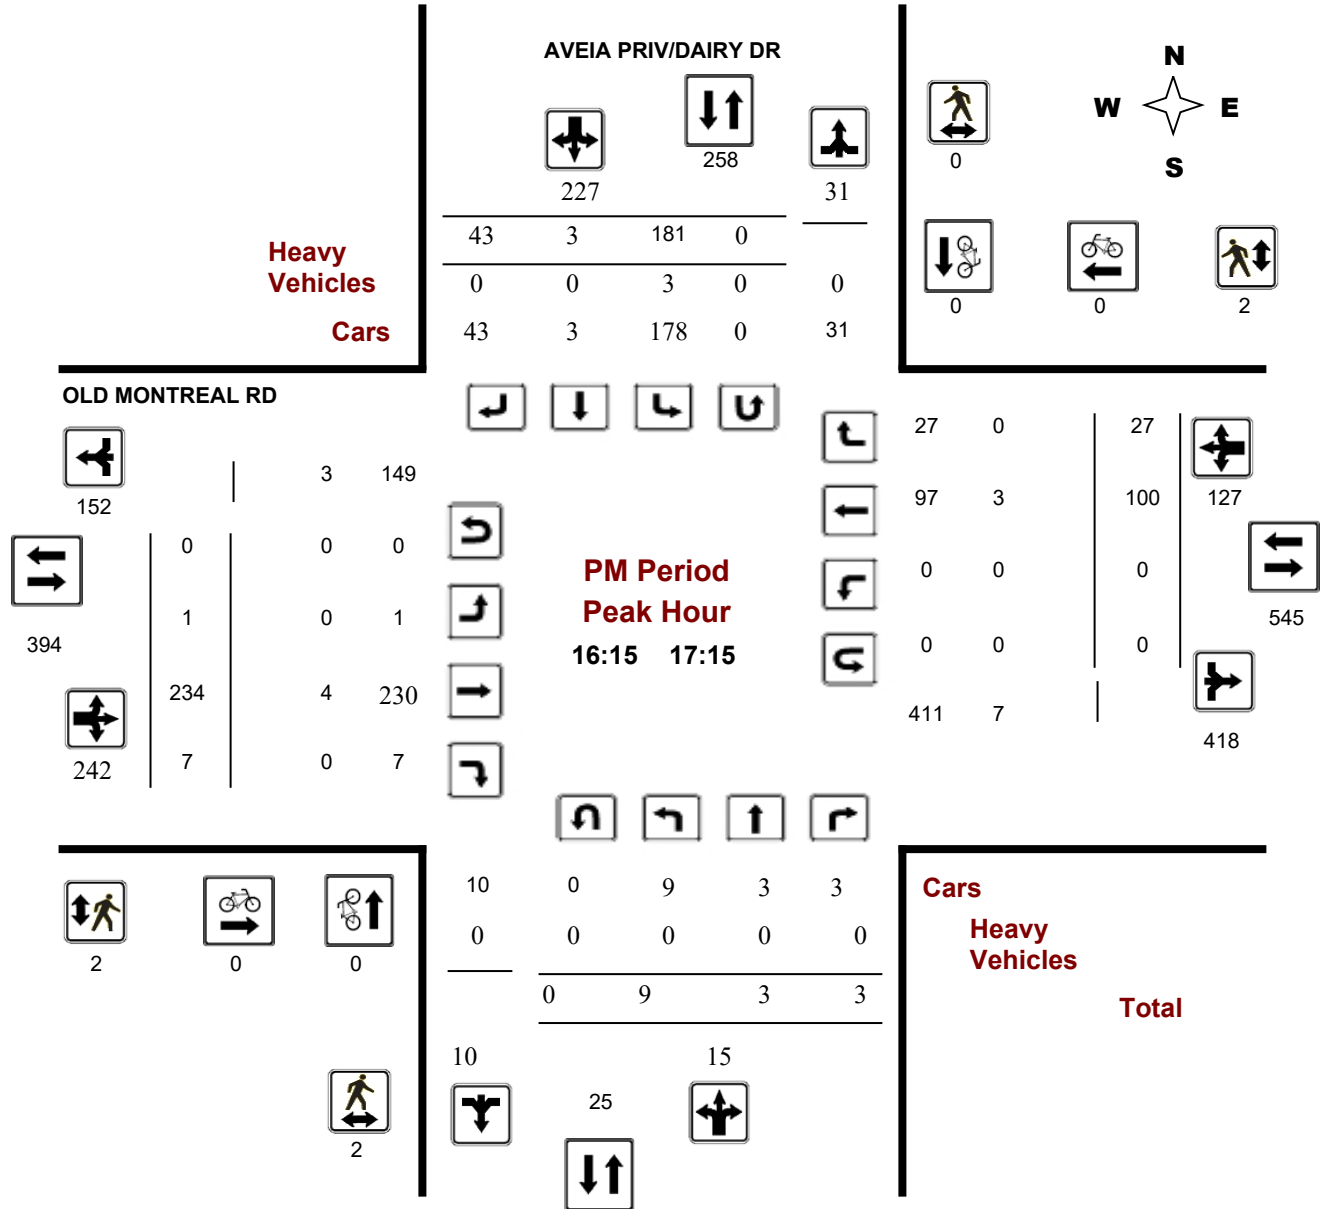 AVEIA PRIV/DAIRY DR
N
W E
S
258
0
227 31
43 3 181 0
Heavy
Vehicles
0 0 3 0 0
0 0 2
Cars
43 3 178 0 31
OLD MONTREAL RD
27 0 27
3 149
152
97 3 100 127
0 0 0
PM Period
Peak Hour
16:15 17:15
0 0 0
545
1 0 1
394
0 0 0
234 4 230
411 7
418
242 7 0 7
10 0 9 3 3
Cars
0 0 0 0 0
Heavy
Vehicles
2 0 0
0 9 3 3
Total
10 15
25
2